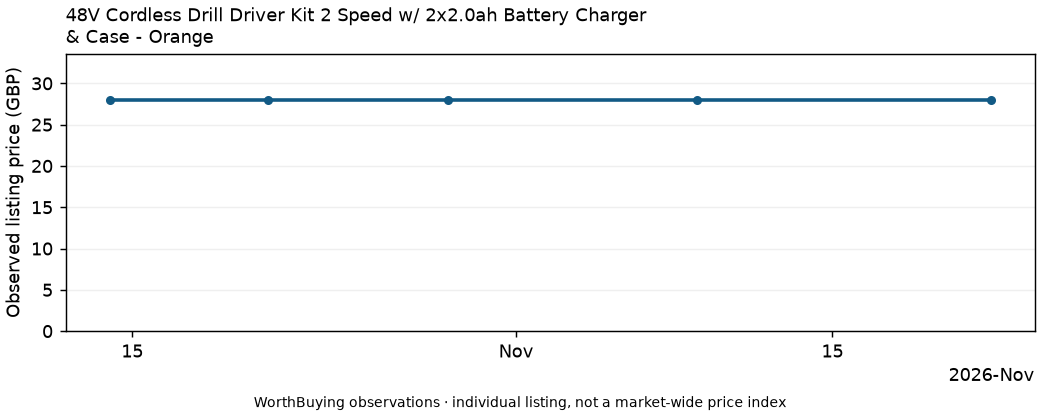 48V Cordless Drill Driver Kit 2 Speed w/ 2x2.0ah Battery Charger
& Case - Orange
Observed listing price (GBP)
30
25
20
15
10
5
0
15
Nov
15
2026-Nov
WorthBuying observations · individual listing, not a market-wide price index